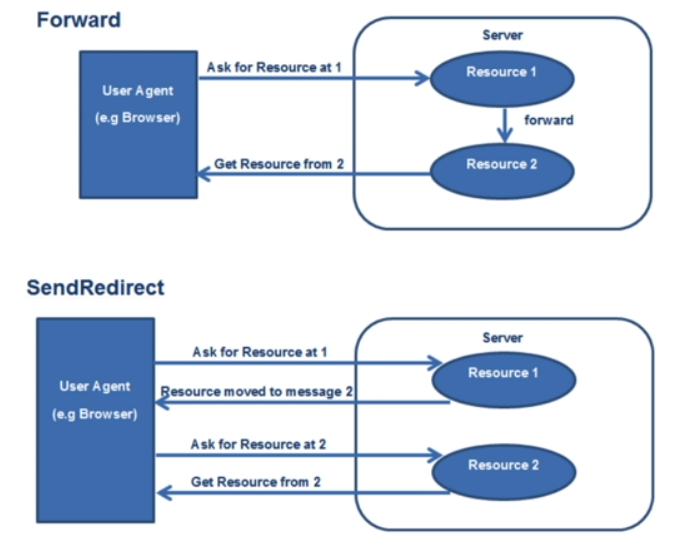 Forward
Server
Ask for Resource at 1
Resource 1
User Agent
(e.g Browser)
forward
Get Resource from 2
Resource 2
SendRedirect
Server
Ask for Resource at 1
Resource 1
User Agent
(e.g Browser)
Resource moved to message 2
Ask for Resource at 2
Resource 2
Get Resource from 2